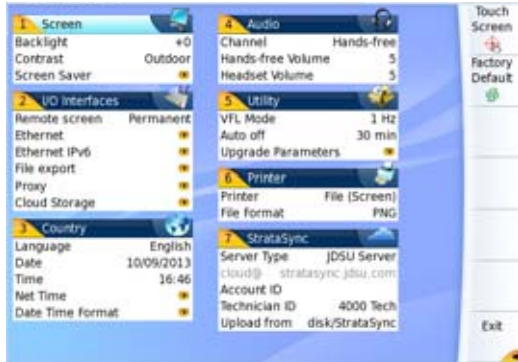 1 Screen
Backlight +0
Contrast Outdoor
Screen Saver
2 I/O Interfaces
Remote screen Permanent
Ethernet
Ethernet IPv6
File export
Proxy
Cloud Storage
3 Country
Language English
Date 10/09/2013
Time 16:46
Net Time
Date Time Format
4 Audio
Channel Hands-free
Hands-free Volume 5
Headset Volume 5
5 Utility
VFL Mode 1 Hz
Auto off 30 min
Upgrade Parameters
6 Printer
Printer File (Screen)
File Format PNG
7 StrataSync
Server Type JDSU Server
cloud@ stratasync.jdsu.com
Account ID
Technician ID 4000 Tech
Upload from disk/StrataSync
Touch
Screen
Factory
Default
Exit